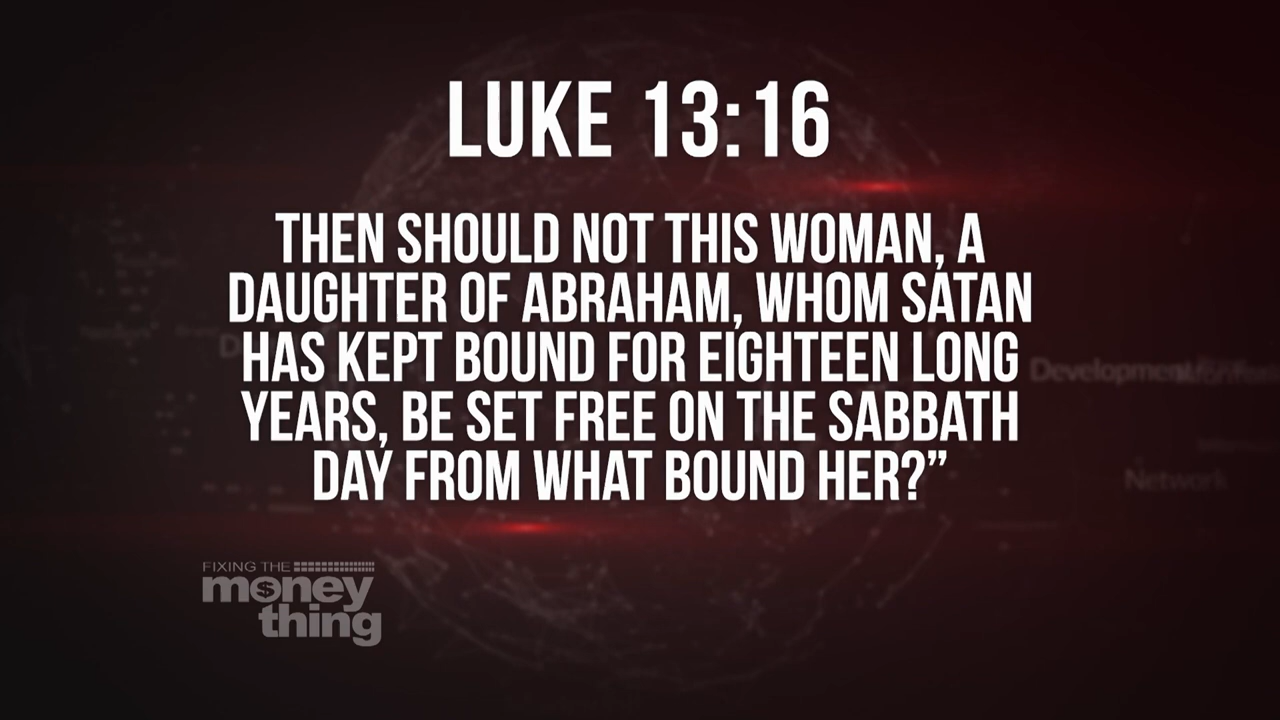 LUKE 13:16
THEN SHOULD NOT THIS WOMAN, A
DAUGHTER OF ABRAHAM, WHOM SATAN
HAS KEPT BOUND FOR EIGHTEEN LONG
YEARS, BE SET FREE ON THE SABBATH
DAY FROM WHAT BOUND HER?”
Development
Network
FIXING THE
money
thing